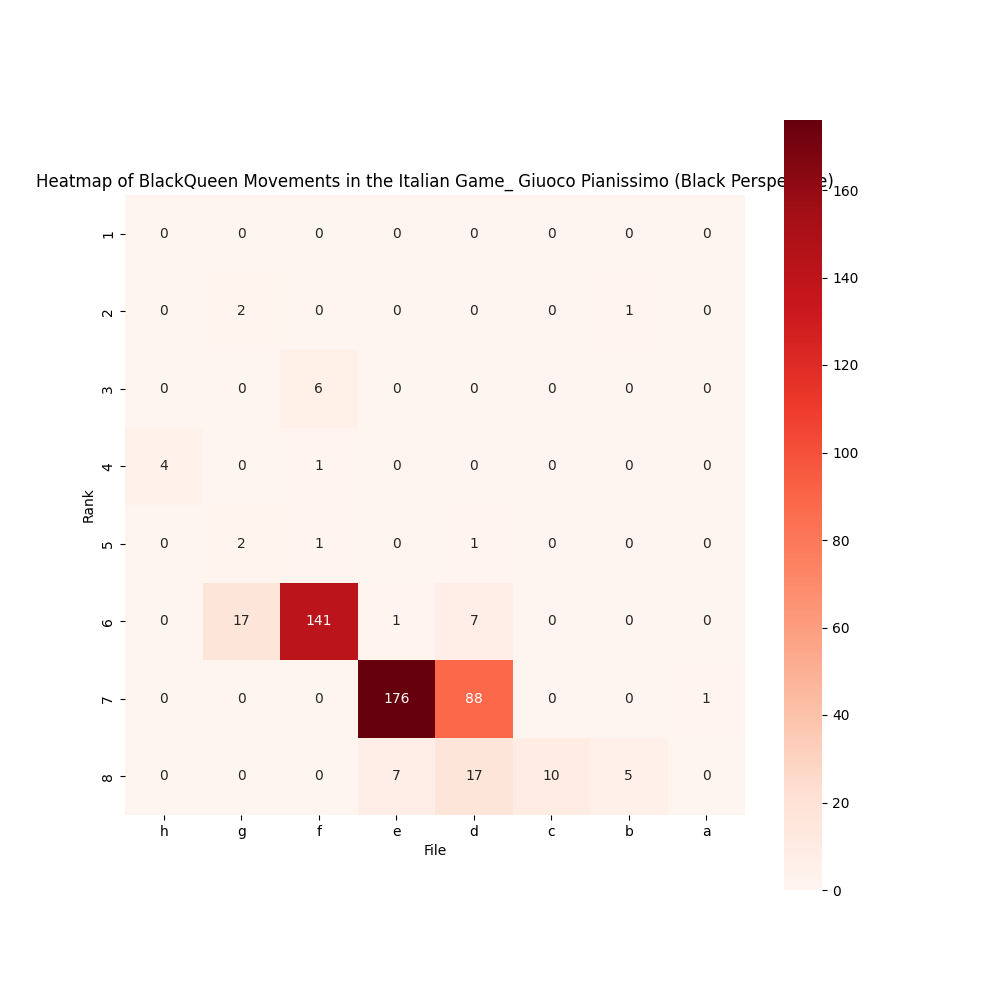 Heatmap of BlackQueen Movements in the Italian Game_ Giuoco Pianissimo (Black
160
140
120
100
80
60
40
20
0
Rank
1 0 0 0 0 0 0 0 0
2 0 2 0 0 0 0 1 0
3 0 0 6 0 0 0 0 0
4 4 0 1 0 0 0 0 0
5 0 2 1 0 1 0 0 0
6 0 17 141 1 7 0 0 0
7 0 0 0 176 88 0 0 1
8 0 0 0 7 17 10 5 0
h g f e d c b a
File